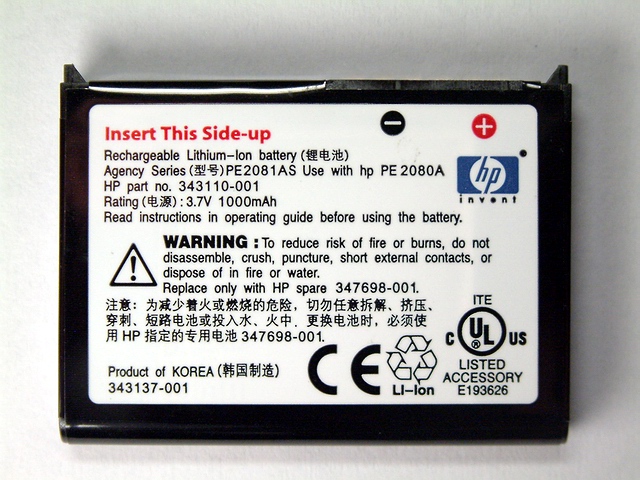 Insert This Side-up
Rechargeable Lithium-Ion battery (锂电池)
Agency Series (型号) PE2081AS Use with hp PE 2080A
HP part no. 343110-001
Rating (电源): 3.7V 1000mAh
Read instructions in operating guide before using the battery.
hp
invent
WARNING : To reduce risk of fire or burns, do not
disassemble, crush, puncture, short external contacts, or
dispose of in fire or water.
Replace only with HP spare 347698-001.
注意: 为减少着火或燃烧的危险, 切勿任意拆解、挤压、
穿刺、短路电池或投入水、火中. 更换电池时, 必须使
用 HP 指定的专用电池 347698-001.
Product of KOREA (韩国制造)
343137-001
CE
Li-Ion
ITE
C UL ® US
LISTED
ACCESSORY
E193626